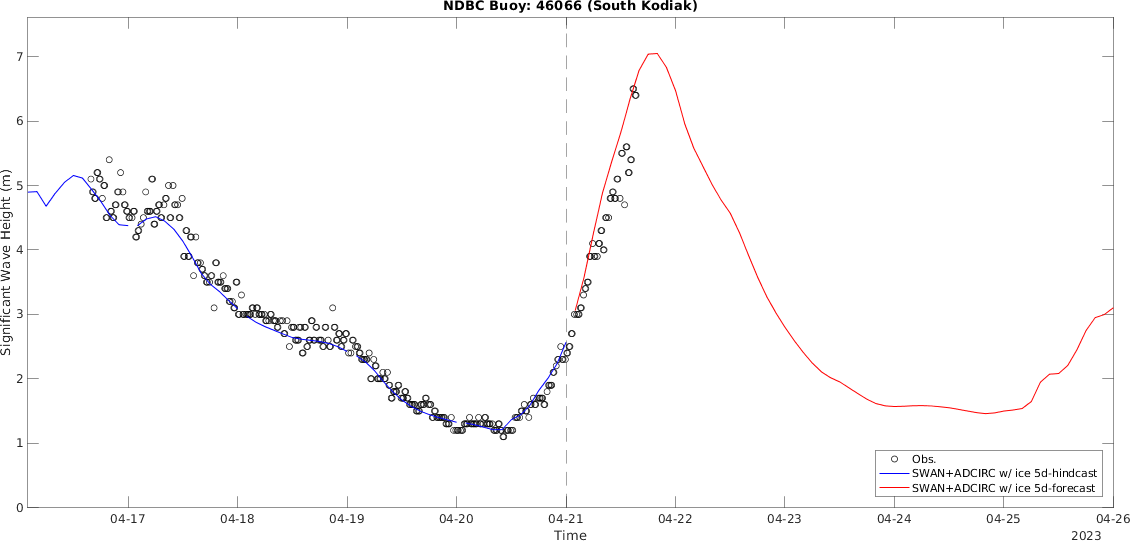 NDBC Buoy: 46066 (South Kodiak)
Significant Wave Height (m)
7
6
5
4
3
2
1
0
Obs.
SWAN+ADCIRC w/ ice 5d-hindcast
SWAN+ADCIRC w/ ice 5d-forecast
04-17 04-18 04-19 04-20 04-21 04-22 04-23 04-24 04-25 04-26
Time
2023